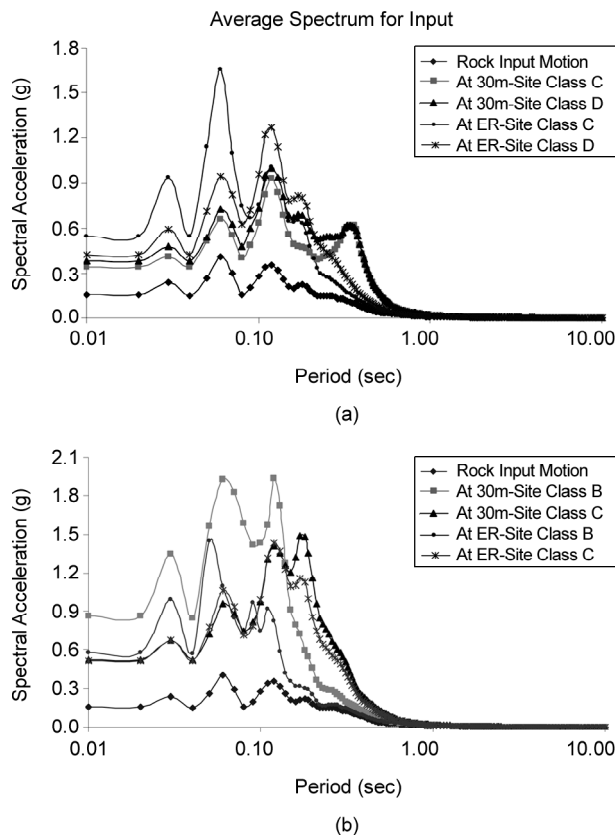 Average Spectrum for Input
1.8
1.5
1.2
0.9
0.6
0.3
0.0
Spectral Acceleration (g)
Rock Input Motion
At 30m-Site Class C
At 30m-Site Class D
At ER-Site Class C
At ER-Site Class D
0.01
0.10
1.00
10.00
Period (sec)
(a)
2.1
1.8
1.5
1.2
0.9
0.6
0.3
0.0
Spectral Acceleration (g)
Rock Input Motion
At 30m-Site Class B
At 30m-Site Class C
At ER-Site Class B
At ER-Site Class C
0.01
0.10
1.00
10.00
Period (sec)
(b)